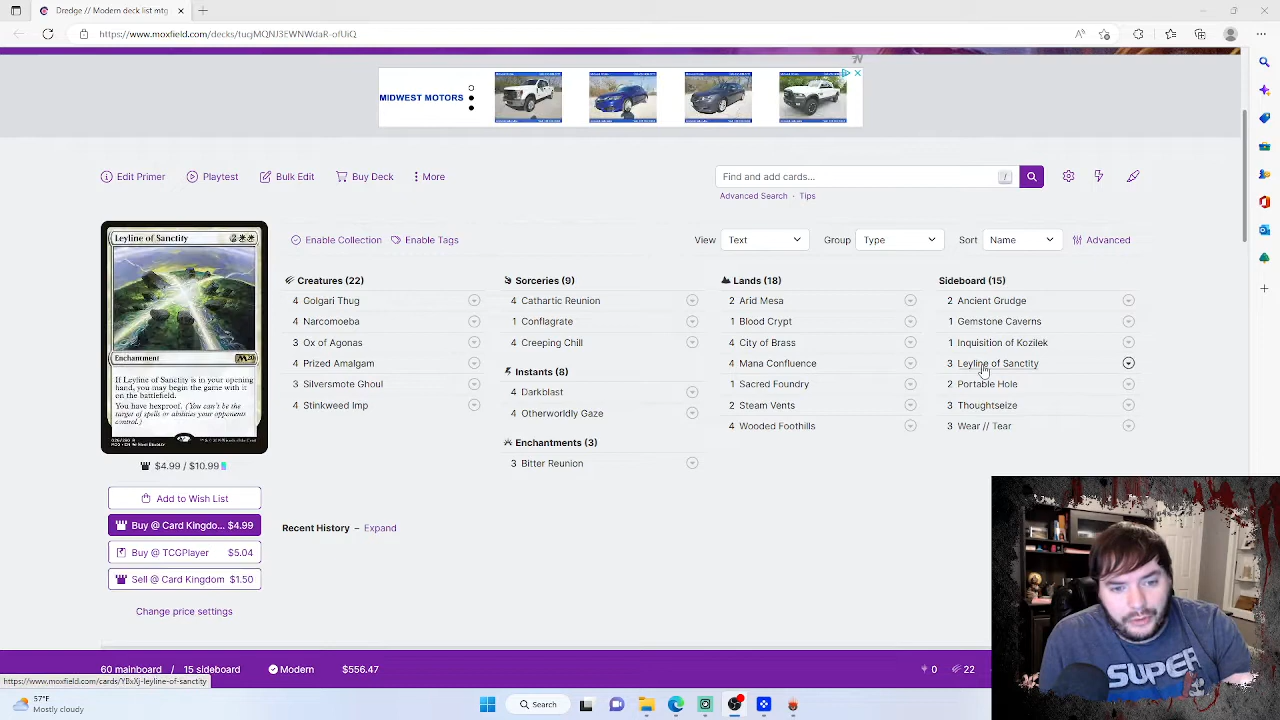 Dredge // Modern deck list mtg
https://www.moxfield.com/decks/tuqMQNJ3EWNWdaR-ofUiQ
MIDWEST MOTORS
Edit Primer
Playtest
Bulk Edit
Buy Deck
More
Find and add cards...
/
Advanced Search · Tips
Enable Collection
Enable Tags
View
Text
Group
Type
Sort
Name
Advanced
Leyline of Sanctity
Enchantment
If Leyline of Sanctity is in your opening
hand, you may begin the game with it
on the battlefield.
You have hexproof. (You can't be the
target of spells or abilities your
opponents control.)
$4.99 / $10.99
Add to Wish List
Buy @ Card Kingdo... $4.99
Buy @ TCGPlayer $5.04
Sell @ Card Kingdom $1.50
Change price settings
Creatures (22)
4 Golgari Thug
4 Narcomoeba
3 Ox of Agonas
4 Prized Amalgam
3 Silversmote Ghoul
4 Stinkweed Imp
Sorceries (9)
4 Cathartic Reunion
1 Conflagrate
4 Creeping Chill
Instants (8)
4 Darkblast
4 Otherworldly Gaze
Enchantments (3)
3 Bitter Reunion
Lands (18)
2 Arid Mesa
1 Blood Crypt
4 City of Brass
4 Mana Confluence
1 Sacred Foundry
2 Steam Vents
4 Wooded Foothills
Sideboard (15)
2 Ancient Grudge
1 Gemstone Caverns
1 Inquisition of Kozilek
3 Leyline of Sanctity
2 Portable Hole
3 Thoughtseize
3 Wear // Tear
Recent History – Expand
SUPER
60 mainboard / 15 sideboard
Modern
$556.47
0
22
https://www.moxfield.com/cards/YBxXj-leyline-of-sanctity
57°F
Mostly cloudy
Search